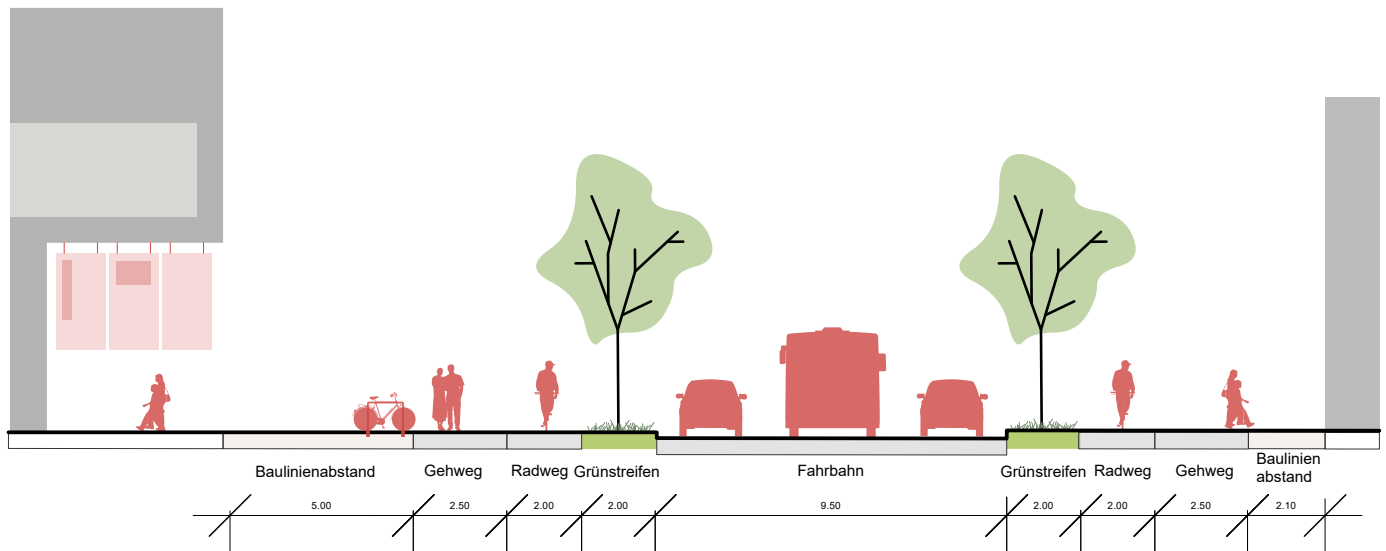 Baulinienabstand Gehweg Radweg Grünstreifen Fahrbahn Grünstreifen Radweg Gehweg Baulinien
abstand
5.00 2.50 2.00 2.00 9.50 2.00 2.00 2.50 2.10